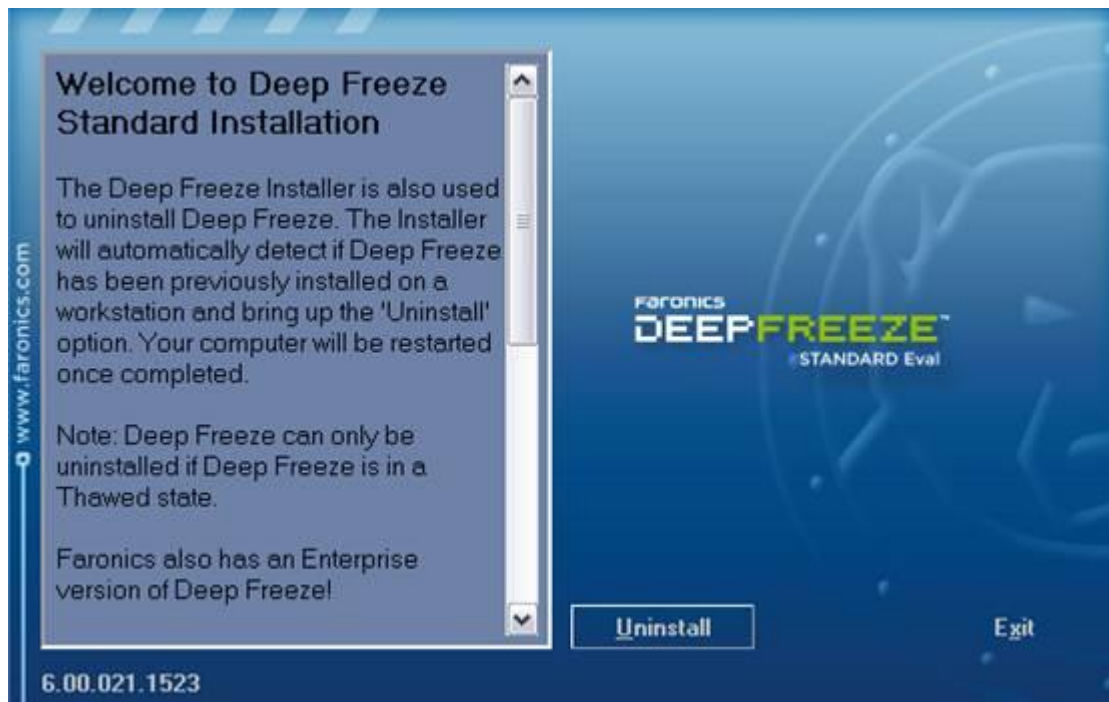 Welcome to Deep Freeze
Standard Installation
The Deep Freeze Installer is also used
to uninstall Deep Freeze. The Installer
will automatically detect if Deep Freeze
has been previously installed on a
workstation and bring up the 'Uninstall'
option. Your computer will be restarted
once completed.
Note: Deep Freeze can only be
uninstalled if Deep Freeze is in a
Thawed state.
Faronics also has an Enterprise
version of Deep Freeze!
www.faronics.com
Faronics
DEEPFREEZE™
STANDARD Eval
Uninstall
Exit
6.00.021.1523